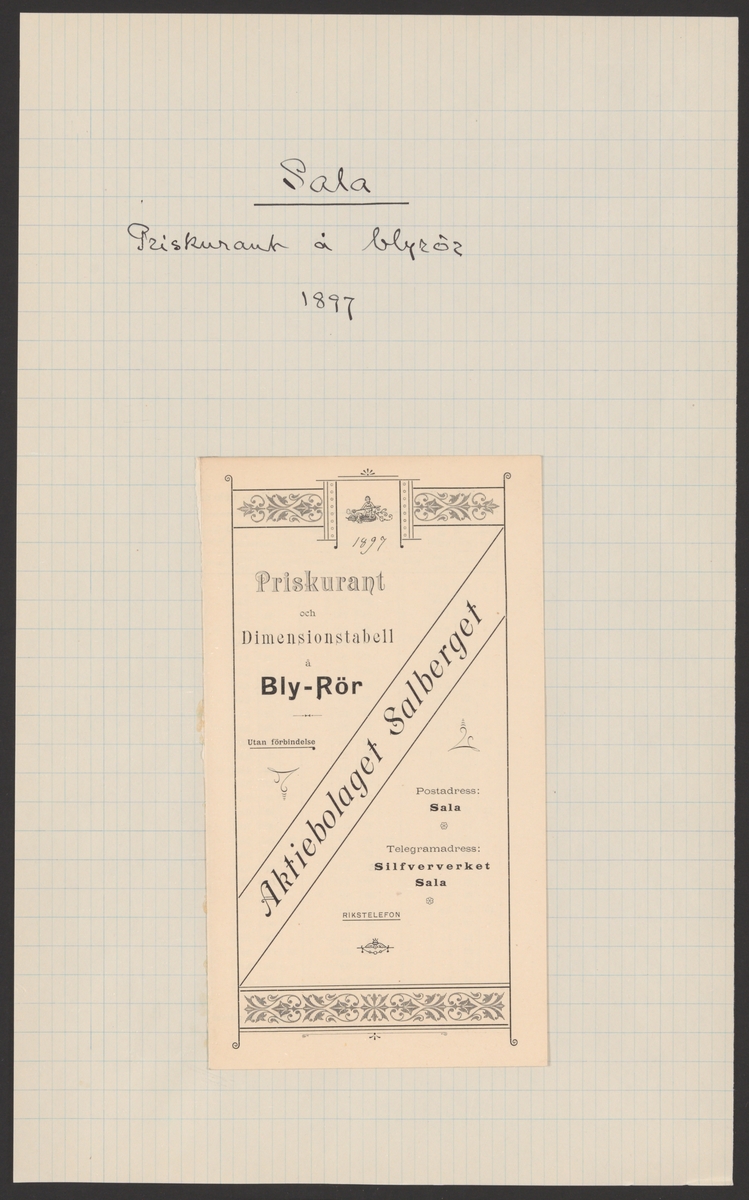 Sala
Priskurant å blyrör
1897
1897
Priskurant
och
Dimensionstabell
å
Bly-Rör
Utan förbindelse
Aktiebolaget Salberget
Postadress:
Sala
Telegramadress:
Silfververket
Sala
RIKSTELEFON